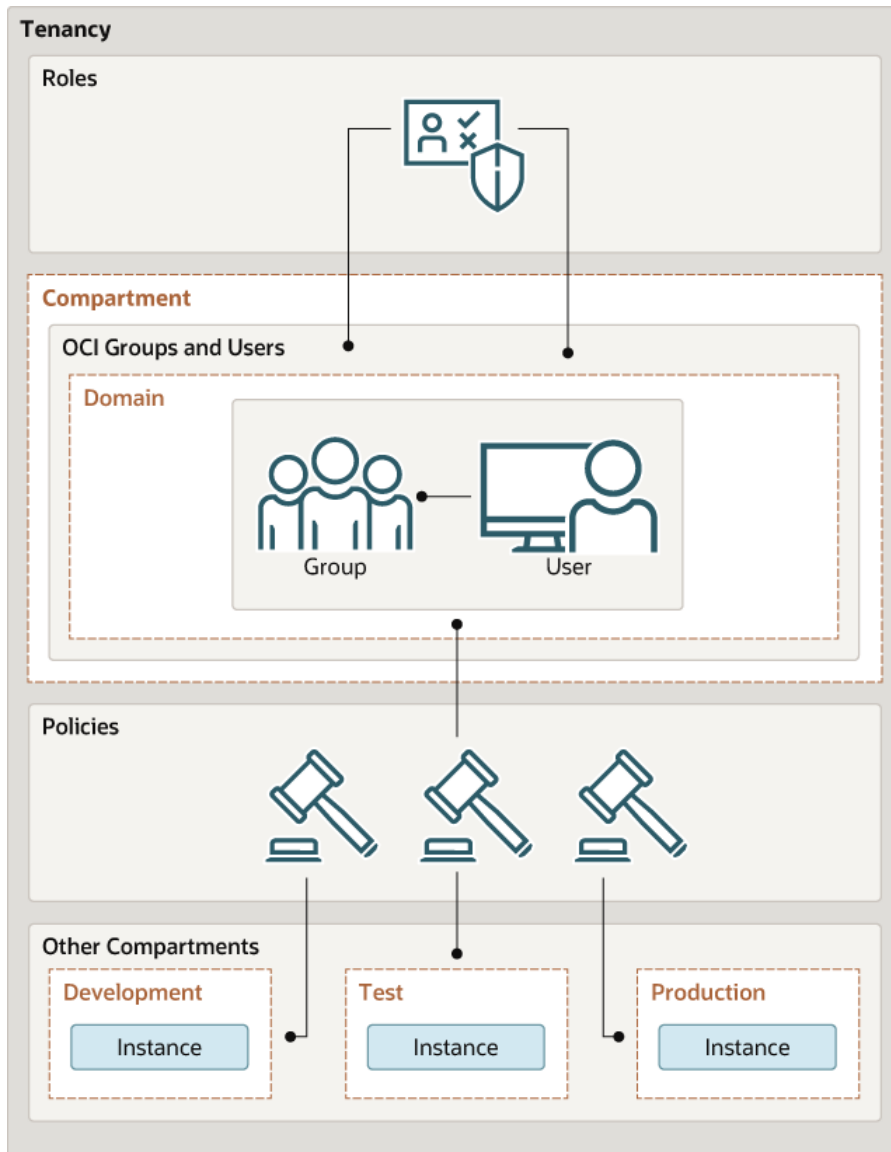 Tenancy
Roles
Compartment
OCI Groups and Users
Domain
Group
User
Policies
Other Compartments
Development
Test
Production
Instance
Instance
Instance